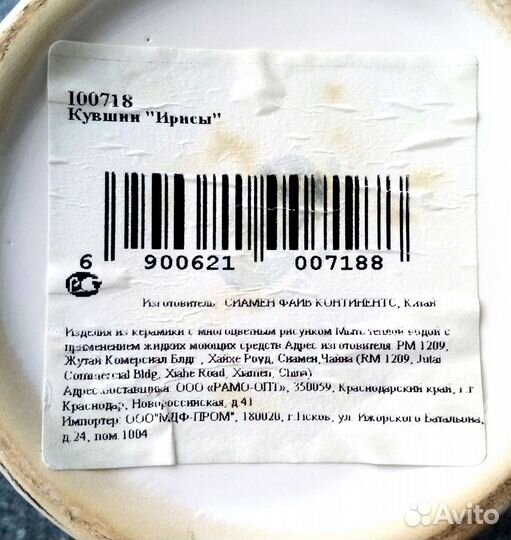 I00718
Кувшин "Ирисы"
6 900621 007188
Изготовитель СИАМЕН ФАЙВ КОНТИНЕНТС, Китай
Изделия из керамики с многоцветным рисунком Мыть теплой водой с
применением жидких моющих средств Адрес изготовителя РМ 1209,
Жутай Комерсиал Блдг , Хайхе Роуд, Сиамен,Чайна (RM 1209, Jutai
Commercial Bldg, Xiahe Road, Xiamen, China)
Адрес поставщика ООО «РАМО-ОПТ», 350059, Краснодарский край, г.
Краснодар, Новороссийская, д.41
Импортер: ООО"МДФ-ПРОМ", 180020, г.Псков, ул. Ижорского Батальона,
д.24, пом.1004
Avito